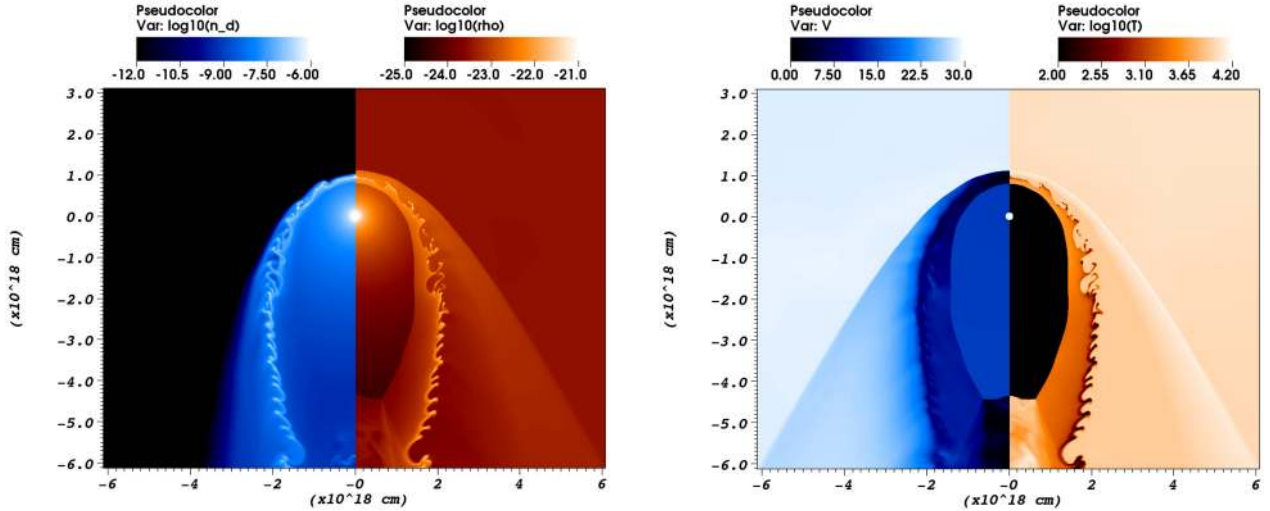 Pseudocolor
Var: log10(n_d)
-12.0 -10.5 -9.00 -7.50 -6.00
Pseudocolor
Var: log10(rho)
-25.0 -24.0 -23.0 -22.0 -21.0
3.0
2.0
1.0
0.0
-1.0
-2.0
-3.0
-4.0
-5.0
-6.0
(x10^18 cm)
-6 -4 -2 -0 2 4 6
(x10^18 cm)
Pseudocolor
Var: V
0.00 7.50 15.0 22.5 30.0
Pseudocolor
Var: log10(T)
2.00 2.55 3.10 3.65 4.20
3.0
2.0
1.0
0.0
-1.0
-2.0
-3.0
-4.0
-5.0
-6.0
(x10^18 cm)
-6 -4 -2 -0 2 4 6
(x10^18 cm)